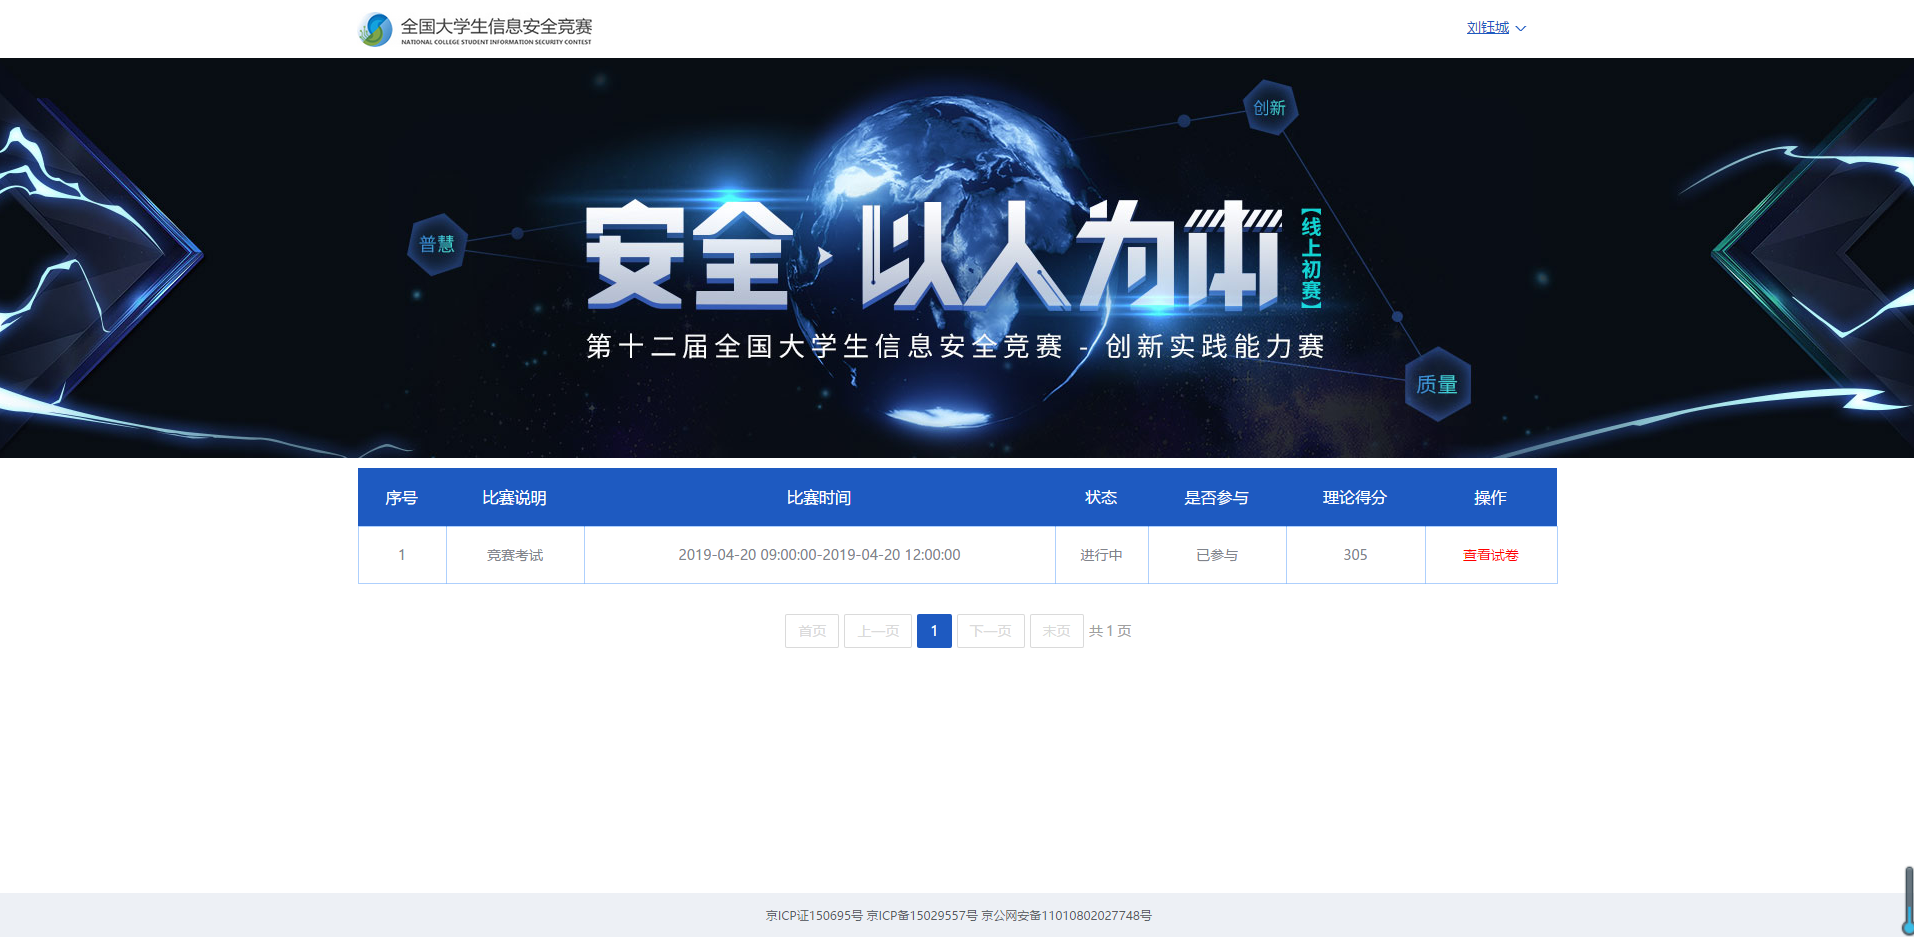 全国大学生信息安全竞赛
NATIONAL COLLEGE STUDENT INFORMATION SECURITY CONTEST
刘钰城
创新
普慧
安全 以人为本
【线上初赛】
第十二届全国大学生信息安全竞赛 - 创新实践能力赛
质量
序号 比赛说明 比赛时间 状态 是否参与 理论得分 操作
1 竞赛考试 2019-04-20 09:00:00-2019-04-20 12:00:00 进行中 已参与 305 查看试卷
首页 上一页 1 下一页 末页 共 1 页
京ICP证150695号 京ICP备15029557号 京公网安备11010802027748号